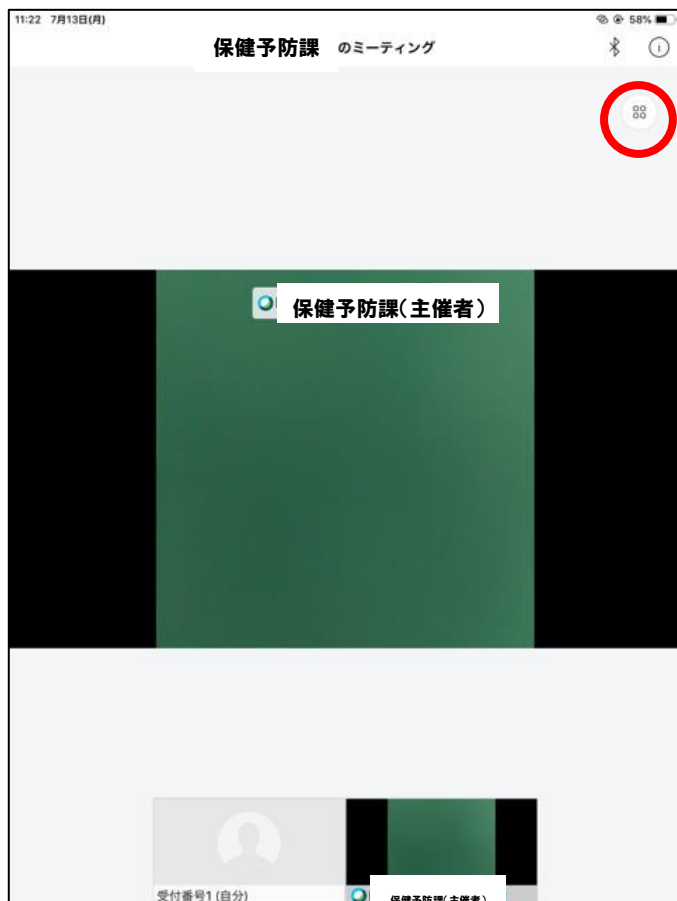 11:22 7月13日(月)
58%
保健予防課 のミーティング
保健予防課(主催者)
受付番号1 (自分)
保健予防課(主催者)